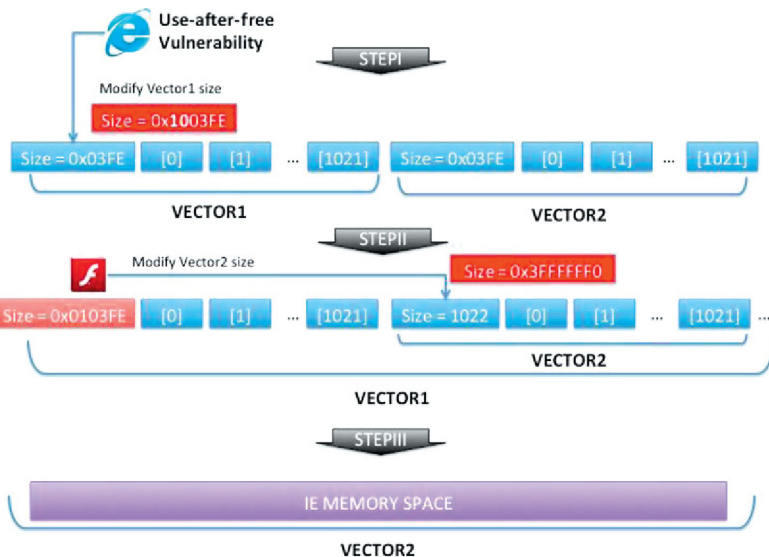 Use-after-free
Vulnerability
STEPI
Modify Vector1 size
Size = 0x1003FE
Size = 0x03FE [0] [1] ... [1021] Size = 0x03FE [0] [1] ... [1021]
VECTOR1 VECTOR2
STEPII
Modify Vector2 size
Size = 0x3FFFFFF0
Size = 0x0103FE [0] [1] ... [1021] Size = 1022 [0] [1] ... [1021] ...
VECTOR2
VECTOR1
STEPIII
IE MEMORY SPACE
VECTOR2